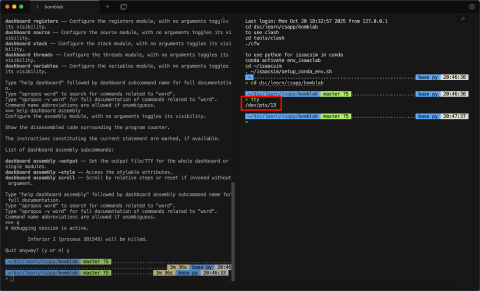 bomblab
dashboard registers -- Configure the registers module, with no arguments toggles
its visibility.
dashboard source -- Configure the source module, with no arguments toggles its v
isibility.
dashboard stack -- Configure the stack module, with no arguments toggles its visi
bility.
dashboard threads -- Configure the threads module, with no arguments toggles its
visibility.
dashboard variables -- Configure the variables module, with no arguments toggles
its visibility.
Type "help dashboard" followed by dashboard subcommand name for full documentatio
n.
Type "apropos word" to search for commands related to "word".
Type "apropos -v word" for full documentation of commands related to "word".
Command name abbreviations are allowed if unambiguous.
>>> help dashboard assembly
Configure the assembly module, with no arguments toggles its visibility.
Show the disassembled code surrounding the program counter.
The instructions constituting the current statement are marked, if available.
List of dashboard assembly subcommands:
dashboard assembly -output -- Set the output file/TTY for the whole dashboard or
single modules.
dashboard assembly -style -- Access the stylable attributes.
dashboard assembly scroll -- Scroll by relative steps or reset if invoked without
argument.
Type "help dashboard assembly" followed by dashboard assembly subcommand name for
full documentation.
Type "apropos word" to search for commands related to "word".
Type "apropos -v word" for full documentation of commands related to "word".
Command name abbreviations are allowed if unambiguous.
>>> q
A debugging session is active.
Inferior 1 [process 381545] will be killed.
Quit anyway? (y or n) y
~/dsc/learn/csapp/bomblab master ?5
3m 36s base py 20:46:33
>
Last login: Mon Oct 20 18:32:57 2025 from 127.0.0.1
cd dsc/learn/csapp/bomblab
to use clash
cd tools/clash
./cfw
to use python for issacsim in conda
conda activate env_isaaclab
cd ~/isaacsim
~/isaacsim/setup_conda_env.sh
~ base py 20:46:38
> cd dsc/learn/csapp/bomblab
~/dsc/learn/csapp/bomblab master ?5 base py 20:46:38
> tty
/dev/pts/13
~/dsc/learn/csapp/bomblab master ?5 base py 20:47:37
>